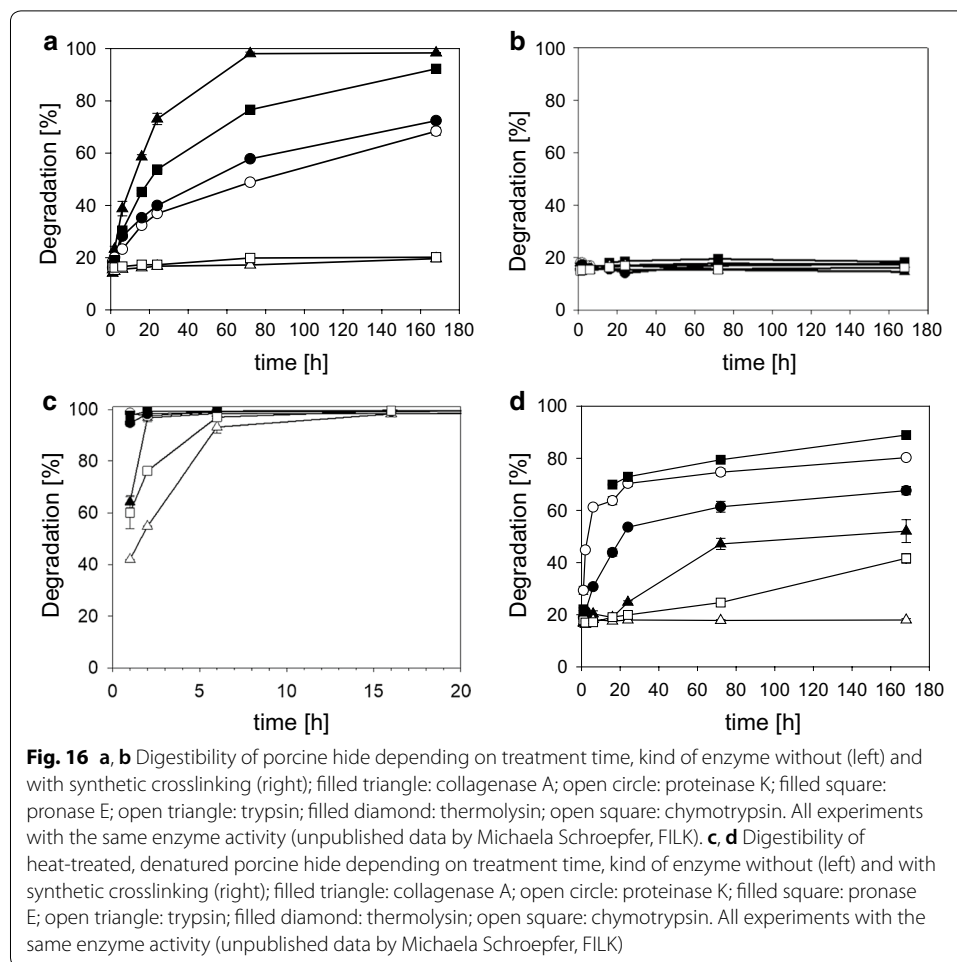 a
b
100
80
60
40
20
0
Degradation [%]
0 20 40 60 80 100 120 140 160 180
time [h]
100
80
60
40
20
0
Degradation [%]
0 20 40 60 80 100 120 140 160 180
time [h]
c
d
100
80
60
40
20
0
Degradation [%]
0 5 10 15 20
time [h]
100
80
60
40
20
0
Degradation [%]
0 20 40 60 80 100 120 140 160 180
time [h]
Fig. 16 a, b Digestibility of porcine hide depending on treatment time, kind of enzyme without (left) and
with synthetic crosslinking (right); filled triangle: collagenase A; open circle: proteinase K; filled square:
pronase E; open triangle: trypsin; filled diamond: thermolysin; open square: chymotrypsin. All experiments
with the same enzyme activity (unpublished data by Michaela Schroepfer, FILK). c, d Digestibility of
heat-treated, denatured porcine hide depending on treatment time, kind of enzyme without (left) and with
synthetic crosslinking (right); filled triangle: collagenase A; open circle: proteinase K; filled square: pronase
E; open triangle: trypsin; filled diamond: thermolysin; open square: chymotrypsin. All experiments with the
same enzyme activity (unpublished data by Michaela Schroepfer, FILK)